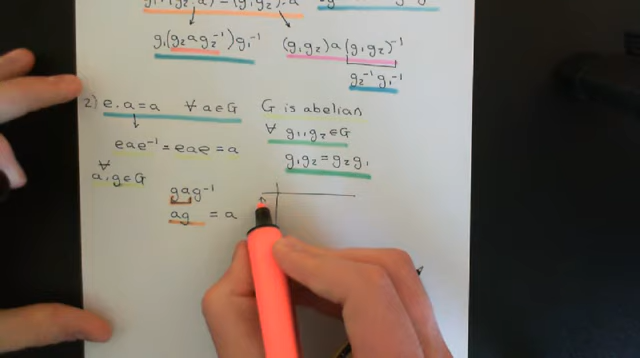 g₁(g₂ag₂⁻¹)g₁⁻¹
(g₁g₂)a(g₁g₂)⁻¹
g₂⁻¹g₁⁻¹
2) e.a=a ∀ a∈G
eae⁻¹=eae=a
G is abelian
∀ g₁,g₂∈G
g₁g₂=g₂g₁
∀
a,g∈G
gag⁻¹
ag = a